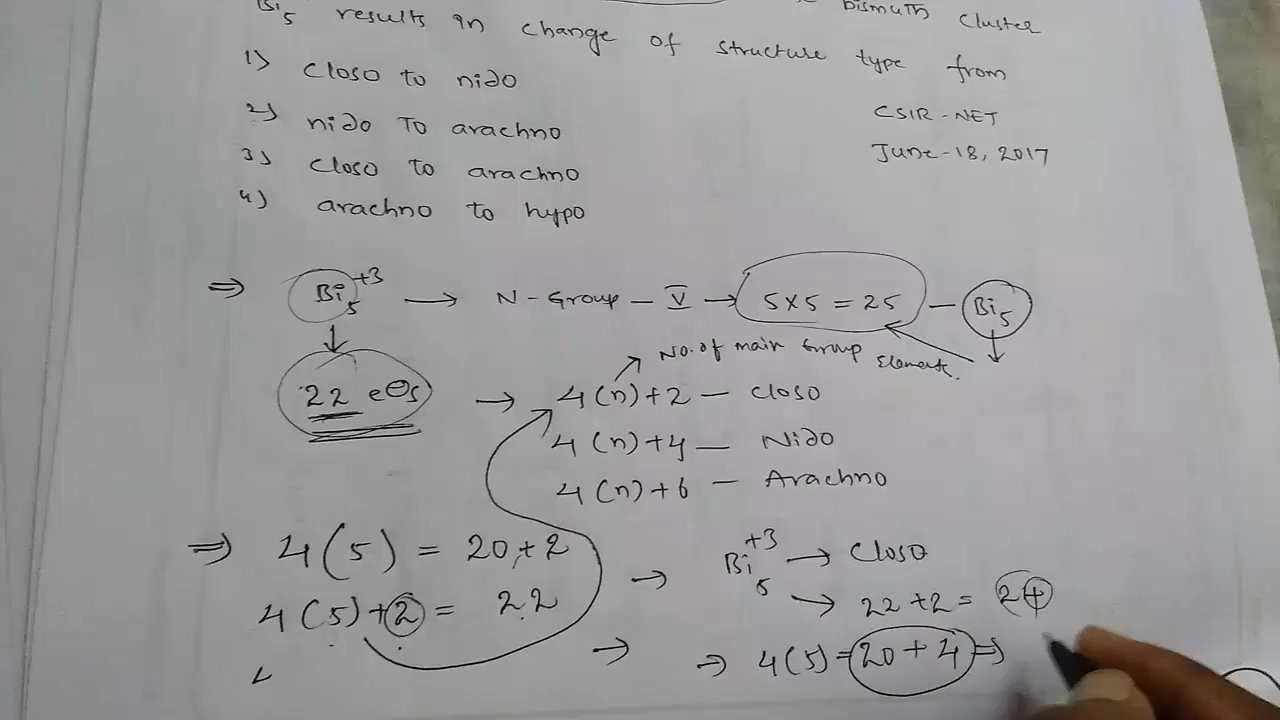 Bismuth cluster
Bi5 results in change of structure type from
1) closo to nido
CSIR-NET
2) nido To arachno
June-18, 2017
3) closo to arachno
4) arachno to hypo
⇒ Bi5+3 → N-Group - V → 5x5 = 25 - Bi5
↓
No. of main Group Element.
22 e⊖s → 4(n)+2 - closo
4(n)+4 - Nido
4(n)+6 - Arachno
⇒ 4(5) = 20+2
Bi5+3 → closo
4(5)+2 = 22
→ 22+2 = 24
→ 4(5)=20+4 ⇒